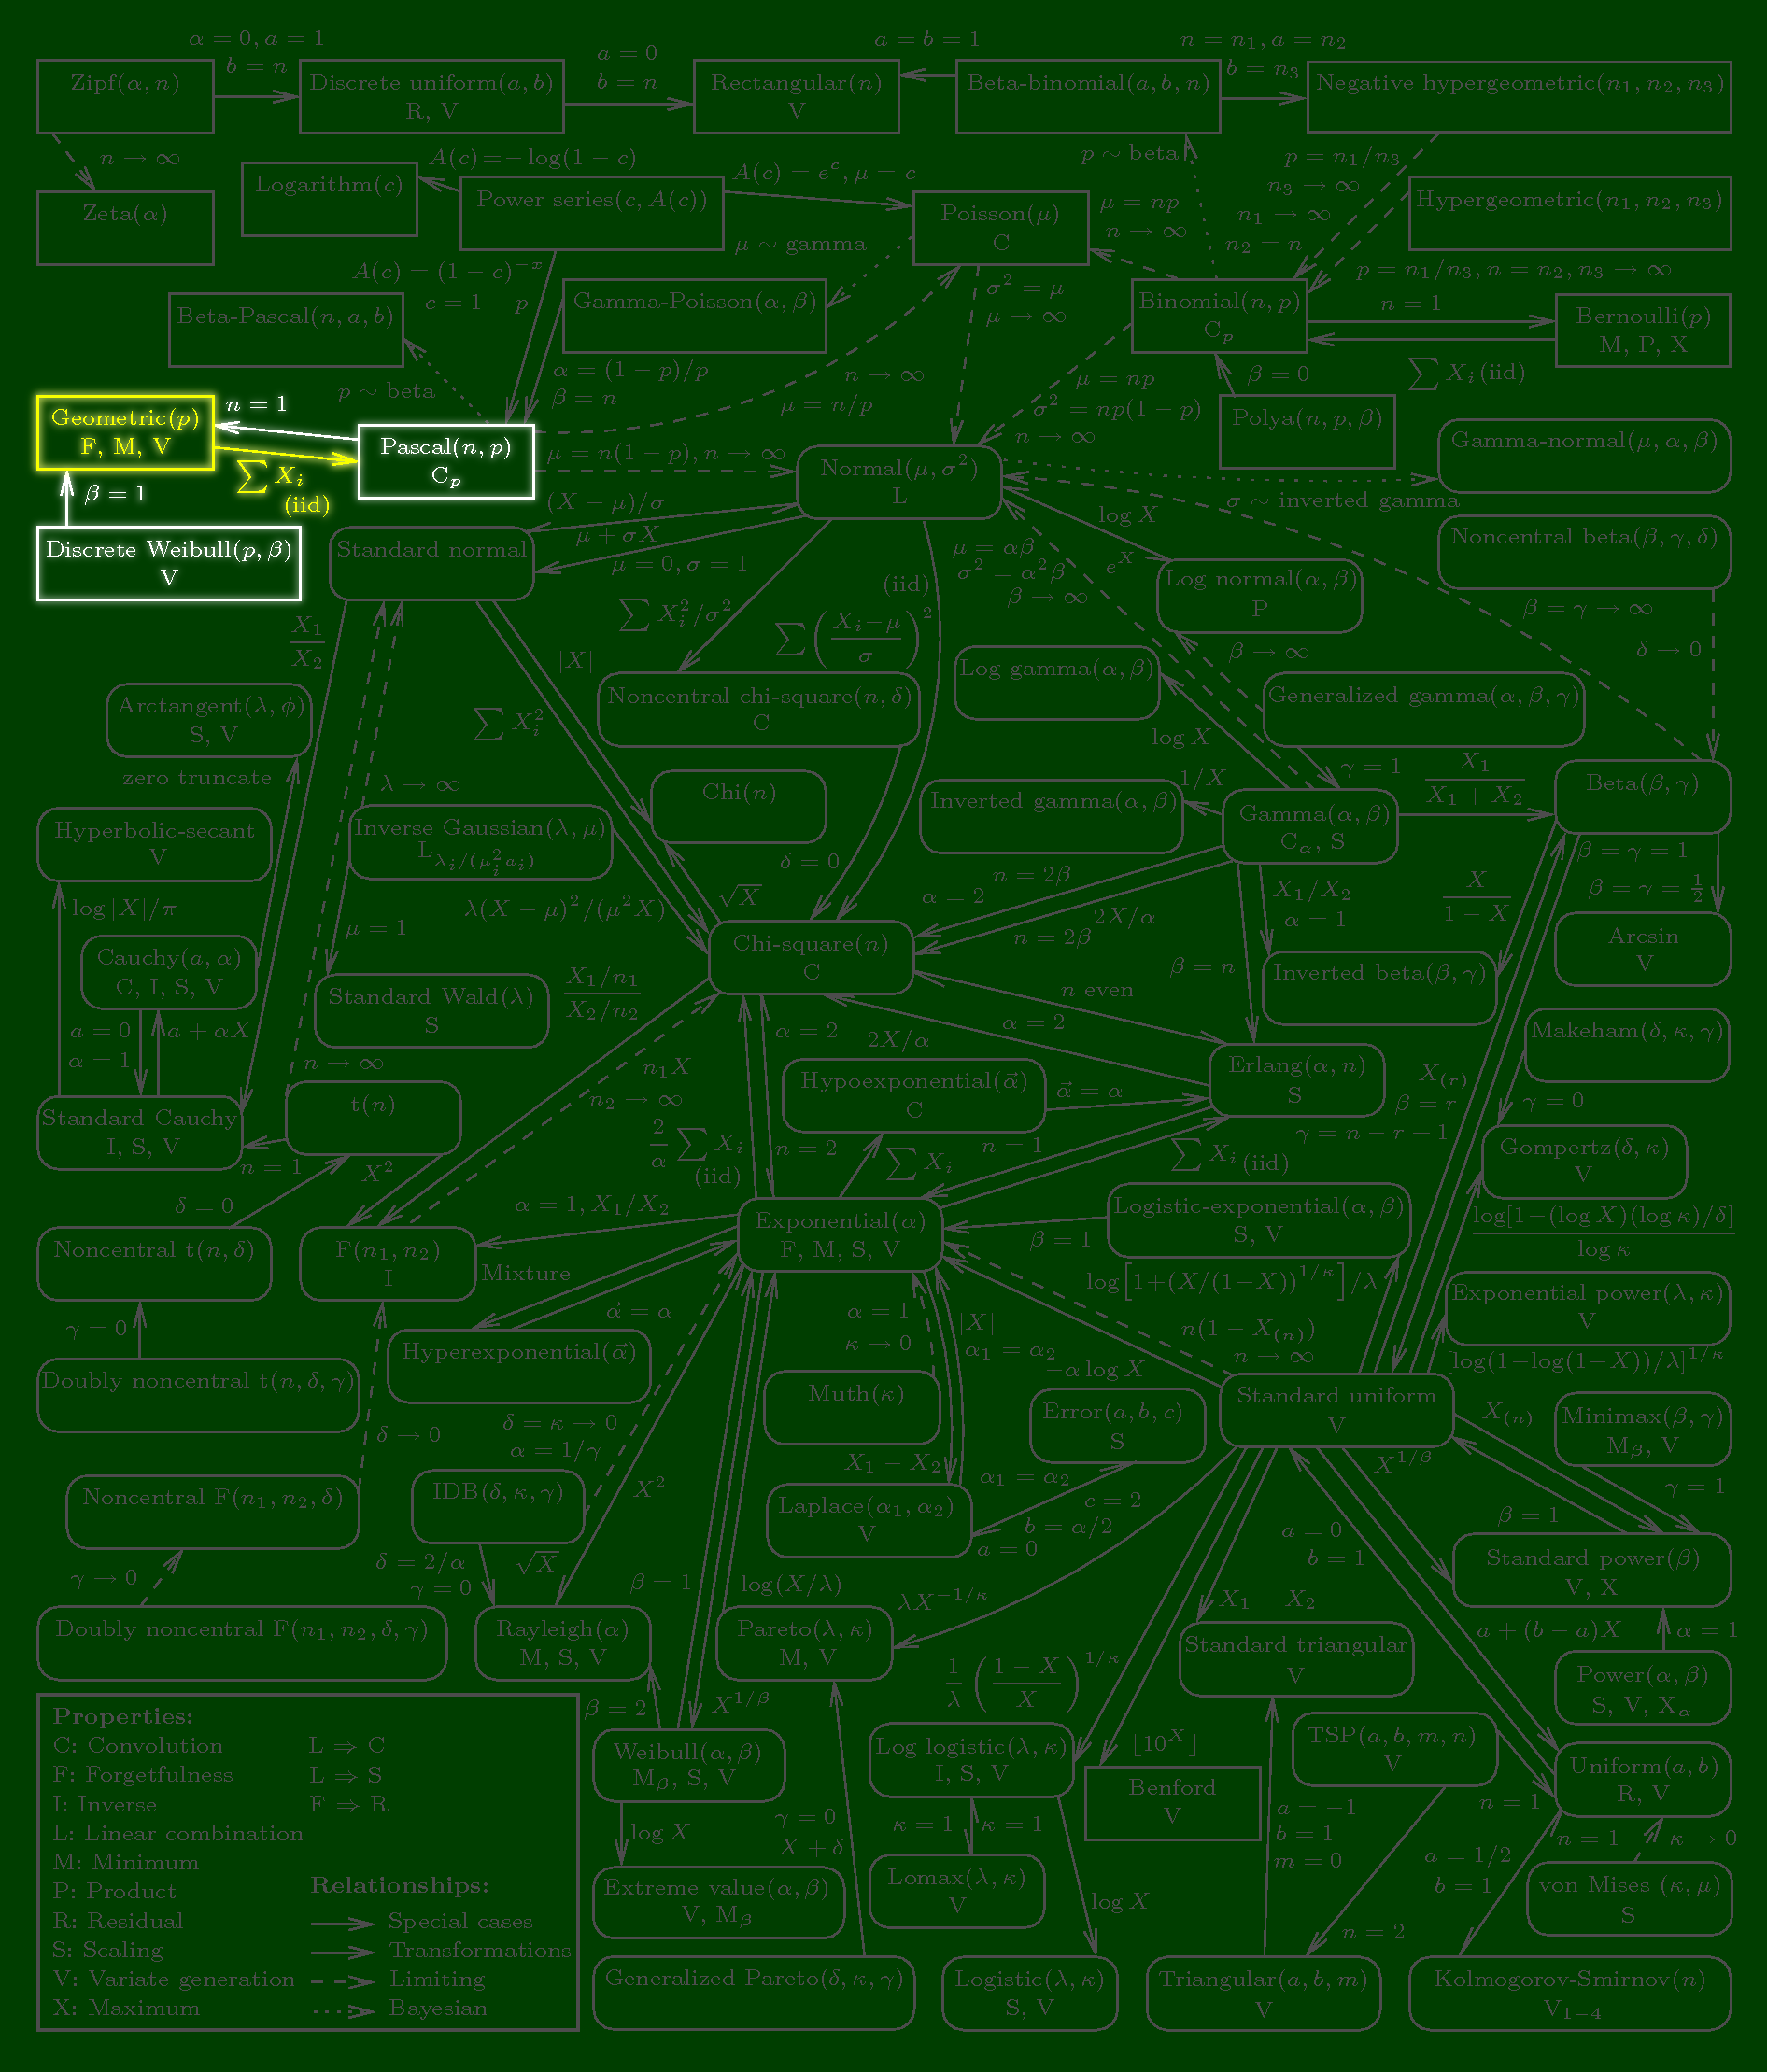 α = 0, a = 1
b = n
a = 0
b = n
a = b = 1
n = n₁, a = n₂
b = n₃
Zipf(α, n)
Discrete uniform(a, b)
R, V
Rectangular(n)
V
Beta-binomial(a, b, n)
Negative hypergeometric(n₁, n₂, n₃)
n → ∞
A(c) = − log(1 − c)
A(c) = eᶜ, μ = c
p ∼ beta
p = n₁/n₃
n₃ → ∞
n₁ → ∞
n₂ = n
Zeta(α)
Logarithm(c)
Power series(c, A(c))
Poisson(μ)
C
μ = np
n → ∞
Hypergeometric(n₁, n₂, n₃)
μ ∼ gamma
A(c) = (1 − c)⁻ˣ
c = 1 − p
σ² = μ
μ → ∞
p = n₁/n₃, n = n₂, n₃ → ∞
Beta-Pascal(n, a, b)
Gamma-Poisson(α, β)
Binomial(n, p)
Cₚ
n = 1
Bernoulli(p)
M, P, X
∑ Xᵢ (iid)
p ∼ beta
α = (1 − p)/p
β = n
n → ∞
μ = n/p
μ = np
σ² = np(1 − p)
n → ∞
β = 0
Polya(n, p, β)
Geometric(p)
F, M, V
n = 1
∑ Xᵢ
(iid)
Pascal(n, p)
Cₚ
μ = n(1 − p), n → ∞
Normal(μ, σ²)
L
Gamma-normal(μ, α, β)
σ ∼ inverted gamma
β = 1
Discrete Weibull(p, β)
V
(X − μ)/σ
μ + σX
μ = 0, σ = 1
Standard normal
log X
eˣ
μ = αβ
σ² = α²β
β → ∞
Log normal(α, β)
P
Noncentral beta(β, γ, δ)
β = γ → ∞
δ → 0
X₁/X₂
|X|
∑ Xᵢ²
∑ Xᵢ²/σ²
(iid)
∑ ((Xᵢ−μ)/σ)²
β → ∞
Log gamma(α, β)
Generalized gamma(α, β, γ)
Noncentral chi-square(n, δ)
C
Arctangent(λ, φ)
S, V
zero truncate
λ → ∞
log X
γ = 1
1/X
X₁/(X₁ + X₂)
Beta(β, γ)
Hyperbolic-secant
V
Inverse Gaussian(λ, μ)
L_{λᵢ/(μᵢ²aᵢ)}
Chi(n)
Inverted gamma(α, β)
Gamma(α, β)
C_α, S
δ = 0
√X
λ(X − μ)²/(μ²X)
log |X|/π
μ = 1
α = 2
n = 2β
2X/α
n = 2β
X₁/X₂
α = 1
X/(1 − X)
β = γ = 1
β = γ = ½
Arcsin
V
Cauchy(a, α)
C, I, S, V
Standard Wald(λ)
S
(X₁/n₁)/(X₂/n₂)
Chi-square(n)
C
β = n
Inverted beta(β, γ)
a = 0
α = 1
a + αX
n → ∞
n even
α = 2
α = 2
2X/α
Makeham(δ, κ, γ)
Standard Cauchy
I, S, V
t(n)
n = 1
X²
n₁X
n₂ → ∞
Hypoexponential(α⃗)
C
α⃗ = α
Erlang(α, n)
S
X₍ᵣ₎
β = r
γ = n − r + 1
γ = 0
Gompertz(δ, κ)
V
(2/α) ∑ Xᵢ
(iid)
n = 2
∑ Xᵢ
n = 1
∑ Xᵢ (iid)
δ = 0
Noncentral t(n, δ)
F(n₁, n₂)
I
α = 1, X₁/X₂
Mixture
α⃗ = α
Exponential(α)
F, M, S, V
β = 1
Logistic-exponential(α, β)
S, V
log[1−(log X)(log κ)/δ]
log κ
log[1+(X/(1−X))^{1/κ}]/λ
Exponential power(λ, κ)
V
[log(1−log(1−X))/λ]^{1/κ}
γ = 0
Doubly noncentral t(n, δ, γ)
Hyperexponential(α⃗)
α = 1
κ → 0
|X|
α₁ = α₂
Muth(κ)
n(1 − X₍ₙ₎)
n → ∞
−α log X
Standard uniform
V
X₍ₙ₎
Minimax(β, γ)
M_β, V
δ → 0
δ = κ → 0
α = 1/γ
X²
X₁ − X₂
Error(a, b, c)
S
α₁ = α₂
X^{1/β}
γ = 1
β = 1
Noncentral F(n₁, n₂, δ)
IDB(δ, κ, γ)
Laplace(α₁, α₂)
V
c = 2
b = α/2
a = 0
a = 0
b = 1
Standard power(β)
V, X
γ → 0
δ = 2/α
γ = 0
√X
β = 1
log(X/λ)
λX^{−1/κ}
X₁ − X₂
a + (b − a)X
α = 1
Doubly noncentral F(n₁, n₂, δ, γ)
Rayleigh(α)
M, S, V
Pareto(λ, κ)
M, V
Standard triangular
V
Power(α, β)
S, V, X_α
β = 2
X^{1/β}
(1/λ)((1 − X)/X)^{1/κ}
⌊10ˣ⌋
Weibull(α, β)
M_β, S, V
Log logistic(λ, κ)
I, S, V
Benford
V
TSP(a, b, m, n)
V
Uniform(a, b)
R, V
log X
γ = 0
X + δ
κ = 1
κ = 1
a = −1
b = 1
m = 0
n = 1
n = 1
κ → 0
a = 1/2
b = 1
Extreme value(α, β)
V, M_β
Lomax(λ, κ)
V
log X
n = 2
von Mises (κ, μ)
S
Generalized Pareto(δ, κ, γ)
Logistic(λ, κ)
S, V
Triangular(a, b, m)
V
Kolmogorov-Smirnov(n)
V₁₋₄
Properties:
C: Convolution
F: Forgetfulness
I: Inverse
L: Linear combination
M: Minimum
P: Product
R: Residual
S: Scaling
V: Variate generation
X: Maximum
L ⇒ C
L ⇒ S
F ⇒ R
Relationships:
Special cases
Transformations
Limiting
Bayesian